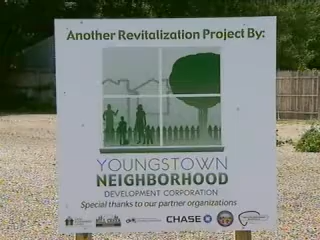 Another Revitalization Project By:
YOUNGSTOWN
NEIGHBORHOOD
DEVELOPMENT CORPORATION
Special thanks to our partner organizations
CHASE